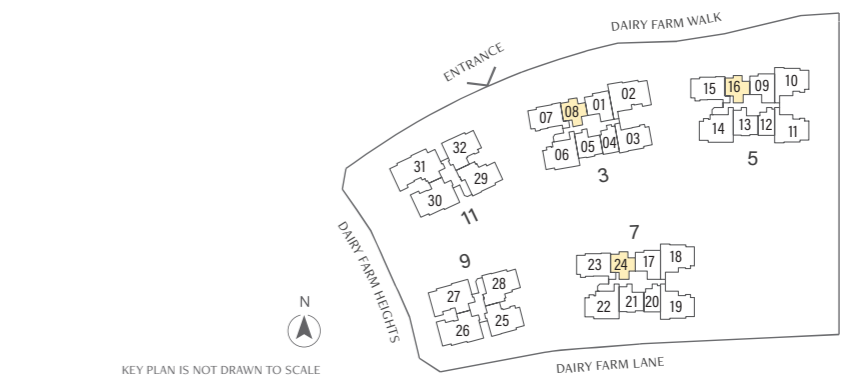 DAIRY FARM WALK
ENTRANCE
15 16 09 10
14 13 12 11
5
07 08 01 02
06 05 04 03
3
31 32
30 29
11
7
23 24 17 18
22 21 20 19
9
27 28
26 25
DAIRY FARM HEIGHTS
N
DAIRY FARM LANE
KEY PLAN IS NOT DRAWN TO SCALE